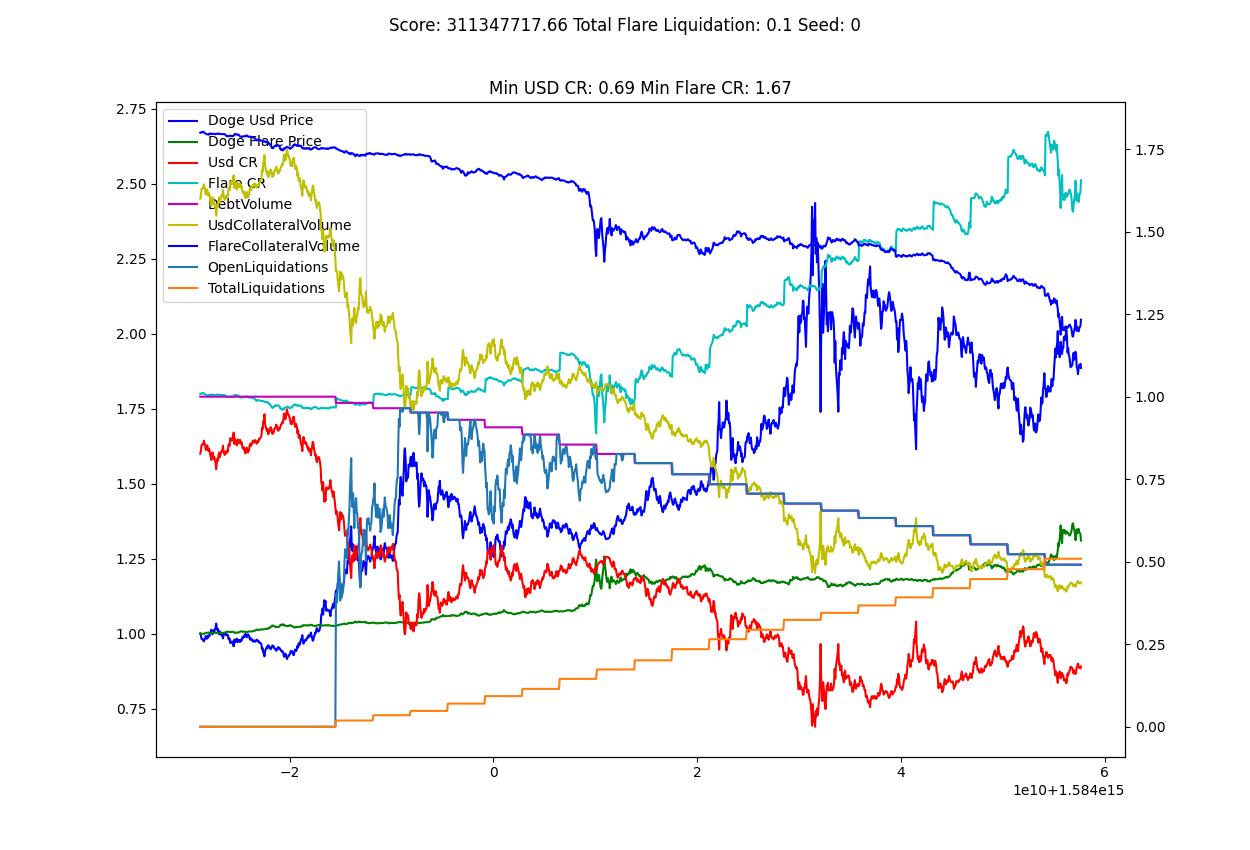 Score: 311347717.66 Total Flare Liquidation: 0.1 Seed: 0
Min USD CR: 0.69 Min Flare CR: 1.67
Doge Usd Price
Doge Flare Price
Usd CR
Flare CR
DebtVolume
UsdCollateralVolume
FlareCollateralVolume
OpenLiquidations
TotalLiquidations
2.75
2.50
2.25
2.00
1.75
1.50
1.25
1.00
0.75
1.75
1.50
1.25
1.00
0.75
0.50
0.25
0.00
−2 0 2 4 6
1e10+1.584e15